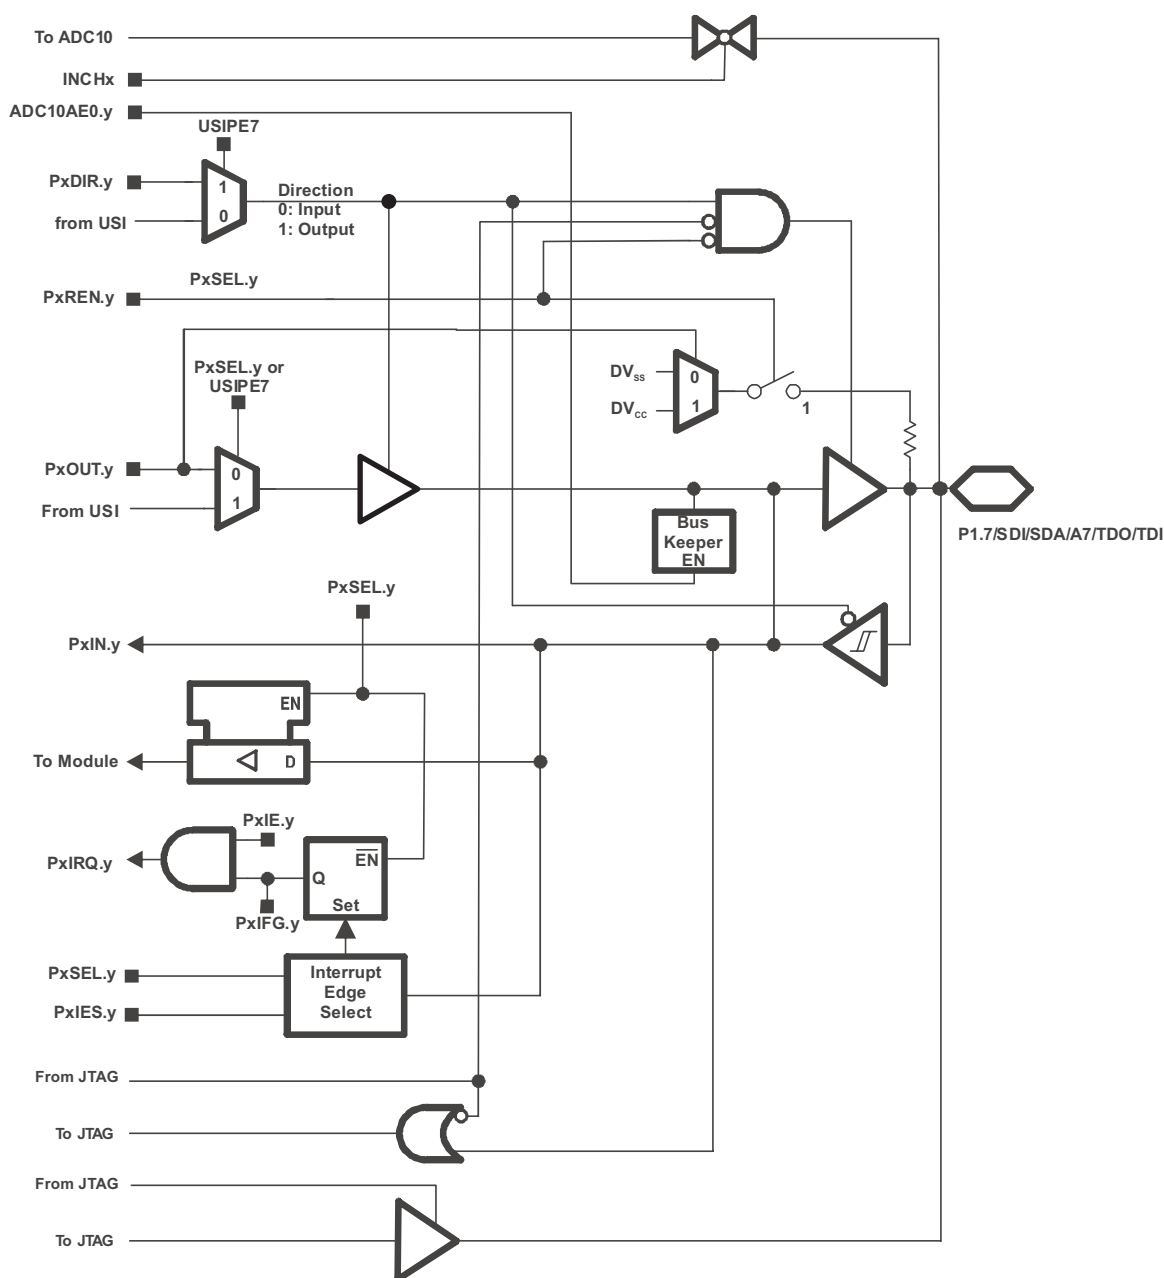 To ADC10
INCHx
ADC10AE0.y
USIPE7
PxDIR.y
1
from USI
0
Direction
0: Input
1: Output
PxSEL.y
PxREN.y
PxSEL.y or
USIPE7
DVss
0
DVcc
1
1
PxOUT.y
0
From USI
1
Bus
Keeper
EN
P1.7/SDI/SDA/A7/TDO/TDI
PxSEL.y
PxIN.y
EN
To Module
D
PxIE.y
PxIRQ.y
EN
Q
Set
PxIFG.y
PxSEL.y
PxIES.y
Interrupt
Edge
Select
From JTAG
To JTAG
From JTAG
To JTAG